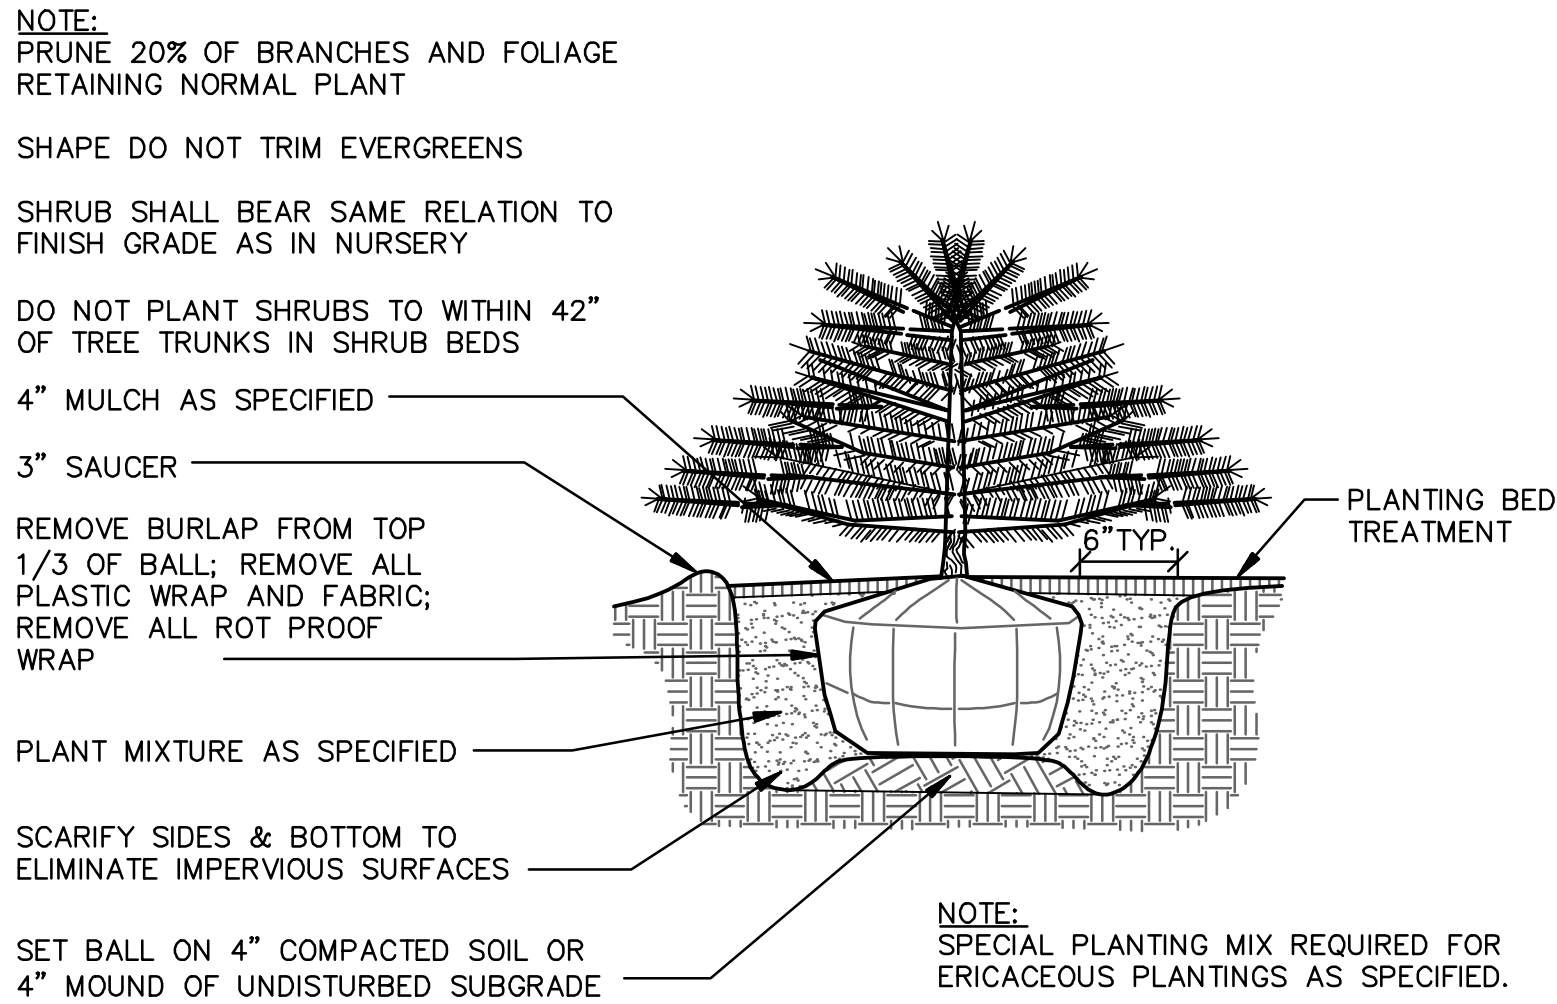 NOTE:
PRUNE 20% OF BRANCHES AND FOLIAGE
RETAINING NORMAL PLANT
SHAPE DO NOT TRIM EVERGREENS
SHRUB SHALL BEAR SAME RELATION TO
FINISH GRADE AS IN NURSERY
DO NOT PLANT SHRUBS TO WITHIN 42”
OF TREE TRUNKS IN SHRUB BEDS
4” MULCH AS SPECIFIED
3” SAUCER
REMOVE BURLAP FROM TOP
1/3 OF BALL; REMOVE ALL
PLASTIC WRAP AND FABRIC;
REMOVE ALL ROT PROOF
WRAP
PLANT MIXTURE AS SPECIFIED
SCARIFY SIDES & BOTTOM TO
ELIMINATE IMPERVIOUS SURFACES
SET BALL ON 4” COMPACTED SOIL OR
4” MOUND OF UNDISTURBED SUBGRADE
6”TYP.
PLANTING BED
TREATMENT
NOTE:
SPECIAL PLANTING MIX REQUIRED FOR
ERICACEOUS PLANTINGS AS SPECIFIED.